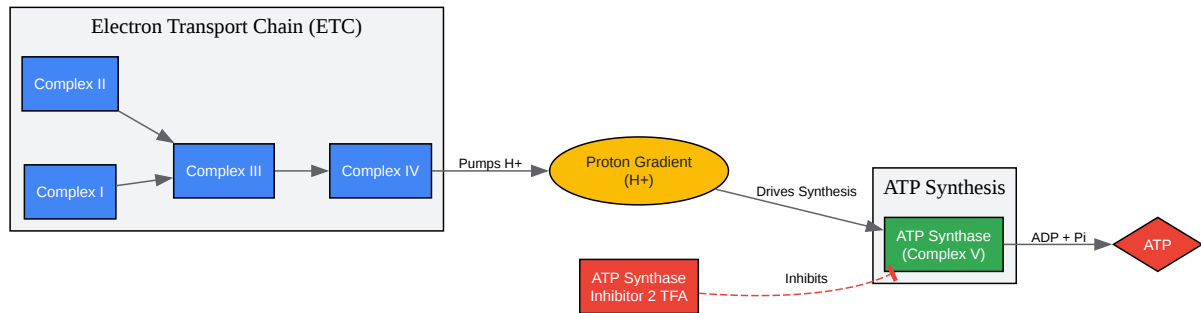 Electron Transport Chain (ETC)
Complex II
Complex I
Complex III
Complex IV
Pumps H+
Proton Gradient
(H+)
Drives Synthesis
ATP Synthesis
ATP Synthase
(Complex V)
ADP + Pi
ATP
ATP Synthase
Inhibitor 2 TFA
Inhibits